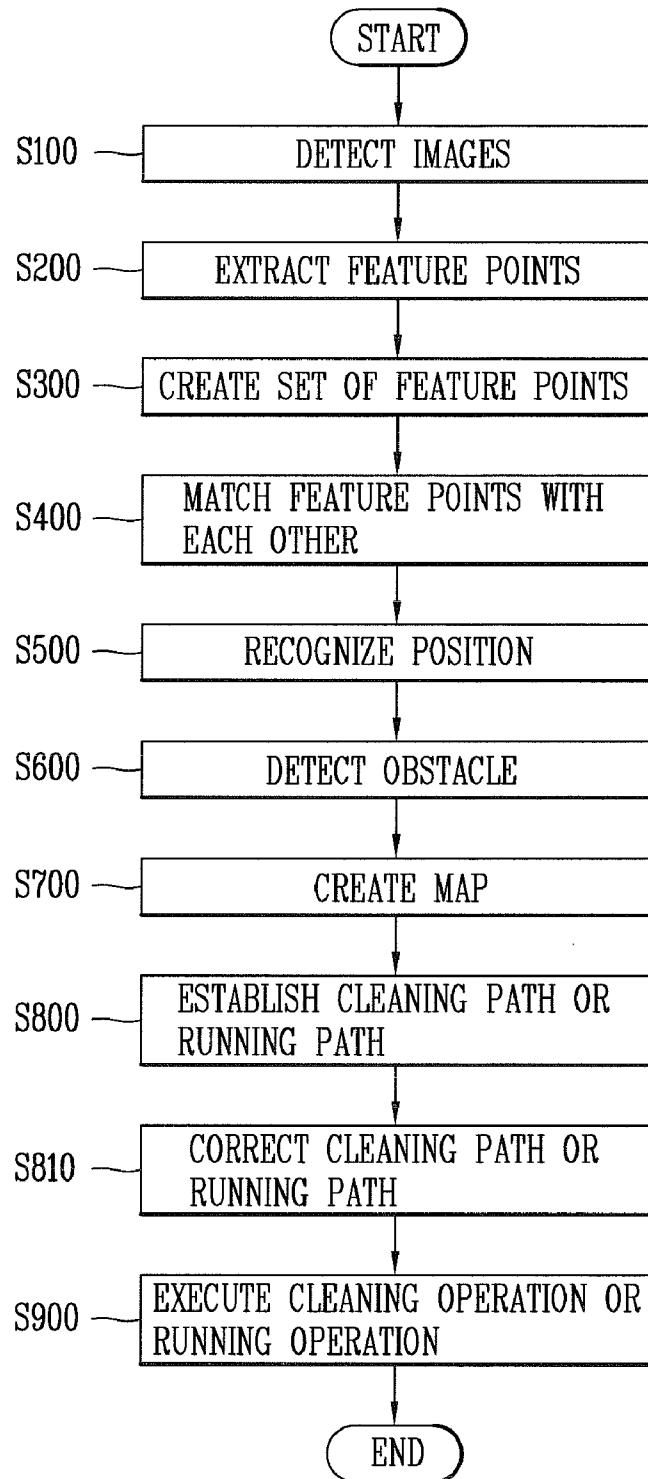 START
S100 DETECT IMAGES
S200 EXTRACT FEATURE POINTS
S300 CREATE SET OF FEATURE POINTS
S400 MATCH FEATURE POINTS WITH
EACH OTHER
S500 RECOGNIZE POSITION
S600 DETECT OBSTACLE
S700 CREATE MAP
S800 ESTABLISH CLEANING PATH OR
RUNNING PATH
S810 CORRECT CLEANING PATH OR
RUNNING PATH
S900 EXECUTE CLEANING OPERATION OR
RUNNING OPERATION
END